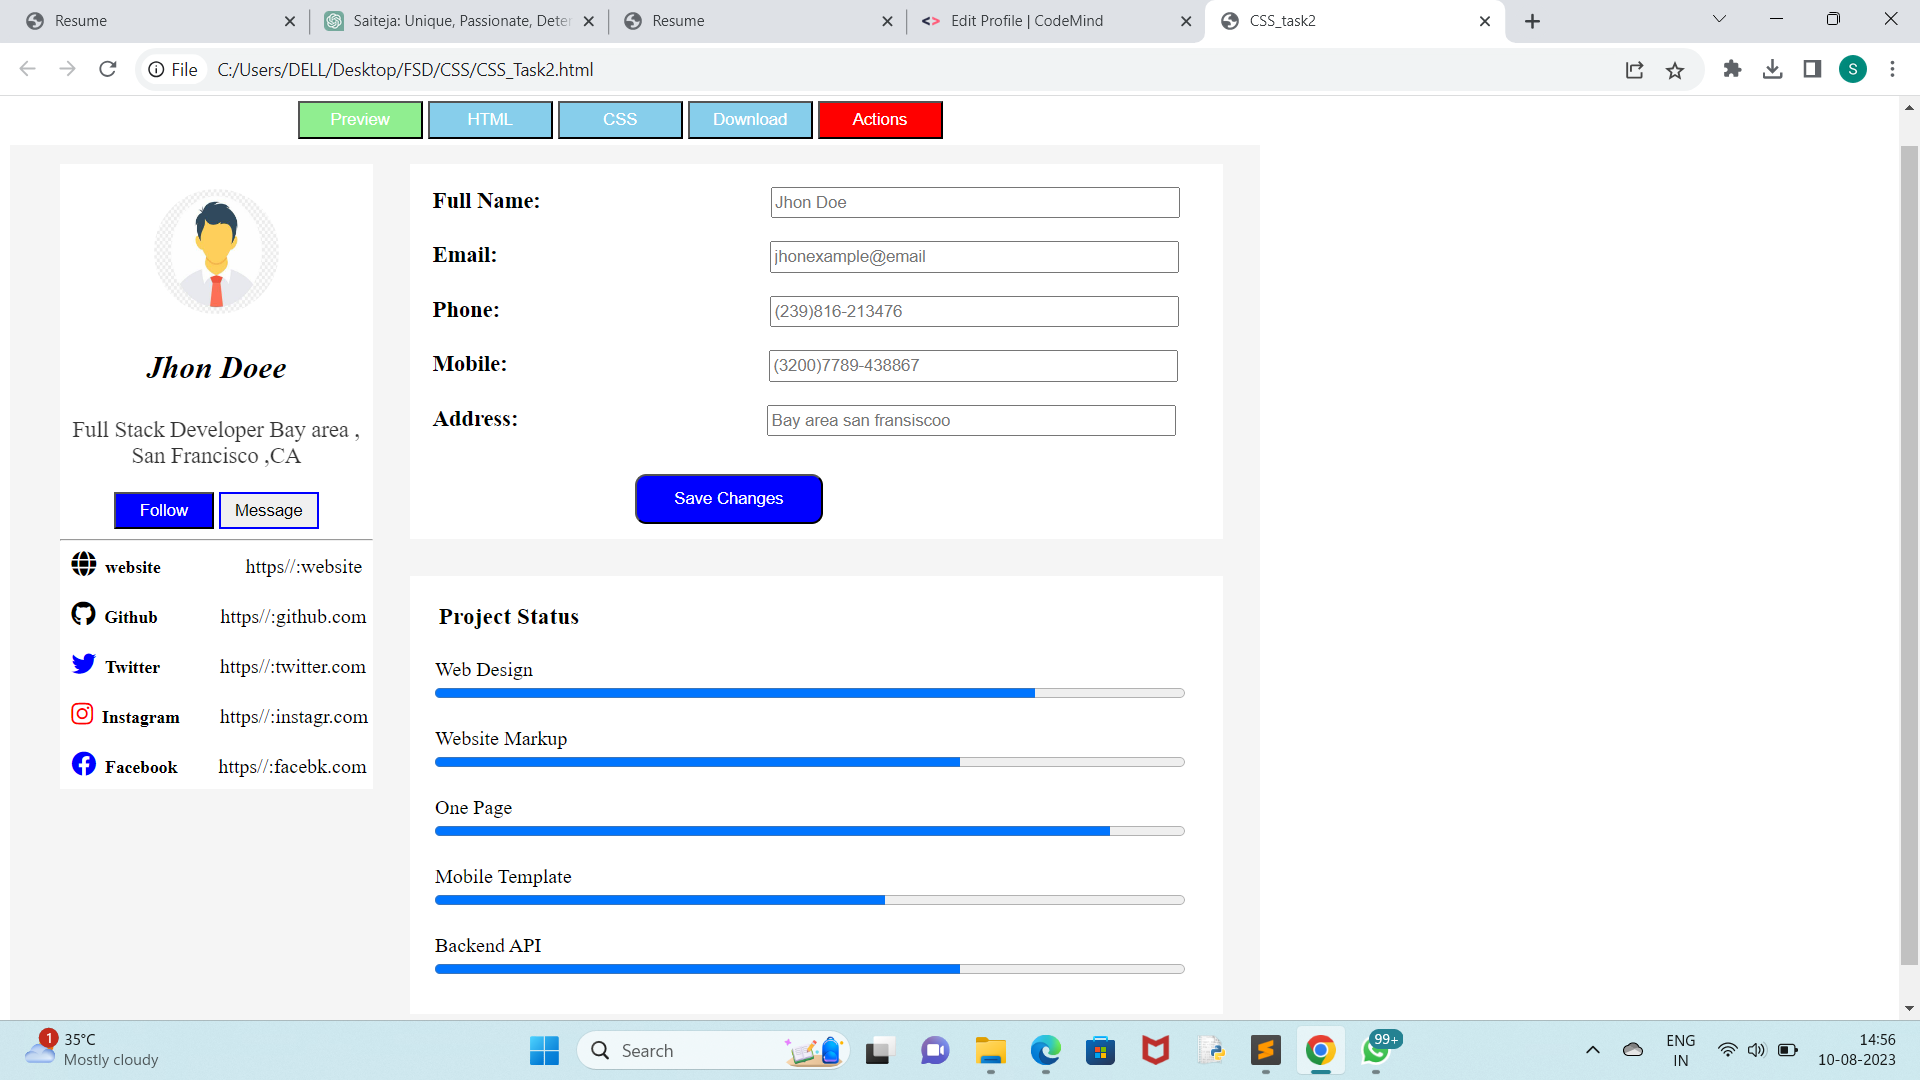 Resume
Saiteja: Unique, Passionate, Deter
Resume
Edit Profile | CodeMind
CSS_task2
File
C:/Users/DELL/Desktop/FSD/CSS/CSS_Task2.html
S
Preview
HTML
CSS
Download
Actions
Jhon Doee
Full Stack Developer Bay area ,
San Francisco ,CA
Follow
Message
website https//:website
Github https//:github.com
Twitter https//:twitter.com
Instagram https//:instagr.com
Facebook https//:facebk.com
Full Name: Jhon Doe
Email: jhonexample@email
Phone: (239)816-213476
Mobile: (3200)7789-438867
Address: Bay area san fransiscoo
Save Changes
Project Status
Web Design
Website Markup
One Page
Mobile Template
Backend API
1
35°C
Mostly cloudy
Search
99+
ENG
IN
14:56
10-08-2023